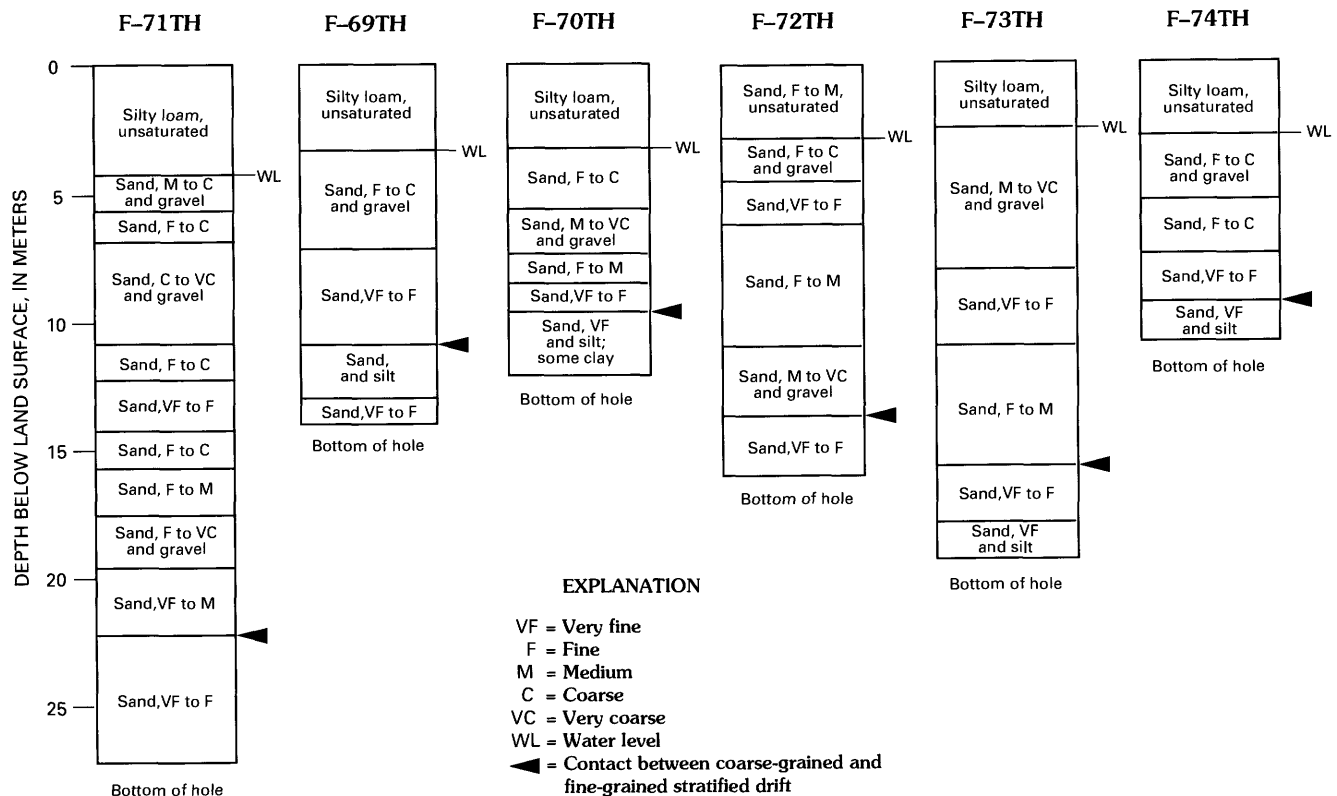 F–71TH
F–69TH
F–70TH
F–72TH
F–73TH
F–74TH
DEPTH BELOW LAND SURFACE, IN METERS
0
5
10
15
20
25
Silty loam,
unsaturated
WL
Sand, M to C
and gravel
Sand, F to C
Sand, C to VC
and gravel
Sand, F to C
Sand,VF to F
Sand, F to C
Sand, F to M
Sand, F to VC
and gravel
Sand,VF to M
Sand,VF to F
Bottom of hole
Silty loam,
unsaturated
WL
Sand, F to C
and gravel
Sand,VF to F
Sand,
and silt
Sand,VF to F
Bottom of hole
Silty loam,
unsaturated
WL
Sand, F to C
Sand, M to VC
and gravel
Sand, F to M
Sand,VF to F
Sand, VF
and silt;
some clay
Bottom of hole
Sand, F to M,
unsaturated
WL
Sand, F to C
and gravel
Sand,VF to F
Sand, F to M
Sand, M to VC
and gravel
Sand,VF to F
Bottom of hole
Silty loam,
unsaturated
WL
Sand, M to VC
and gravel
Sand,VF to F
Sand, F to M
Sand,VF to F
Sand, VF
and silt
Bottom of hole
Silty loam,
unsaturated
WL
Sand, F to C
and gravel
Sand, F to C
Sand,VF to F
Sand, VF
and silt
Bottom of hole
EXPLANATION
VF = Very fine
F = Fine
M = Medium
C = Coarse
VC = Very coarse
WL = Water level
= Contact between coarse-grained and
fine-grained stratified drift